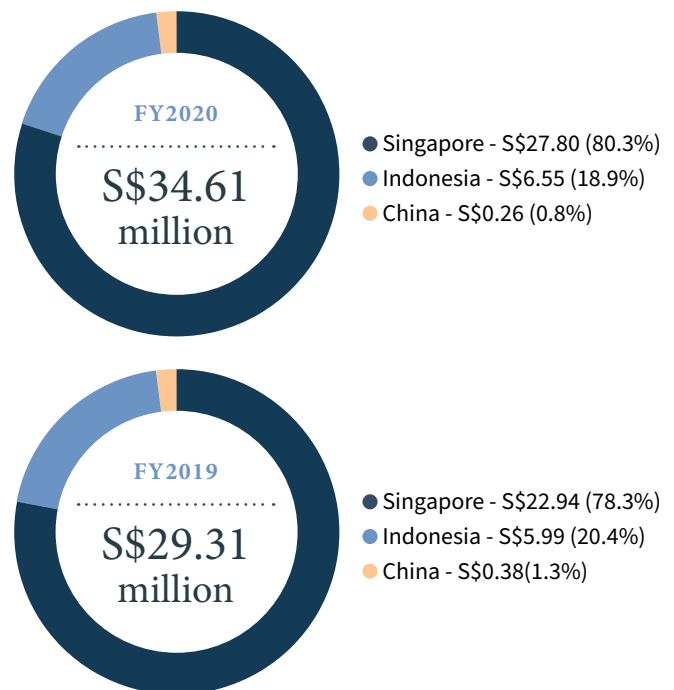 FY2020
S$34.61
million
Singapore - S$27.80 (80.3%)
Indonesia - S$6.55 (18.9%)
China - S$0.26 (0.8%)
FY2019
S$29.31
million
Singapore - S$22.94 (78.3%)
Indonesia - S$5.99 (20.4%)
China - S$0.38(1.3%)